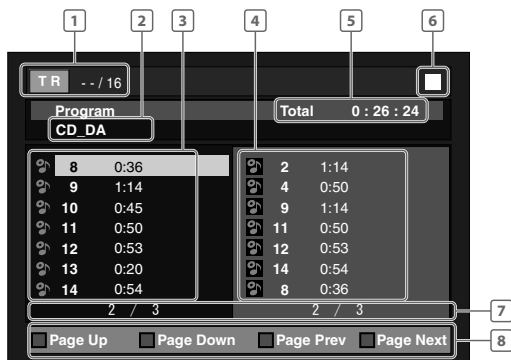 1 2 3 4 5 6
TR - - / 16
Program Total 0 : 26 : 24
CD_DA
8 0:36 2 1:14
9 1:14 4 0:50
10 0:45 9 1:14
11 0:50 11 0:50
12 0:53 12 0:53
13 0:20 14 0:54
14 0:54 8 0:36
2 / 3 2 / 3
7
Page Up Page Down Page Prev Page Next 8